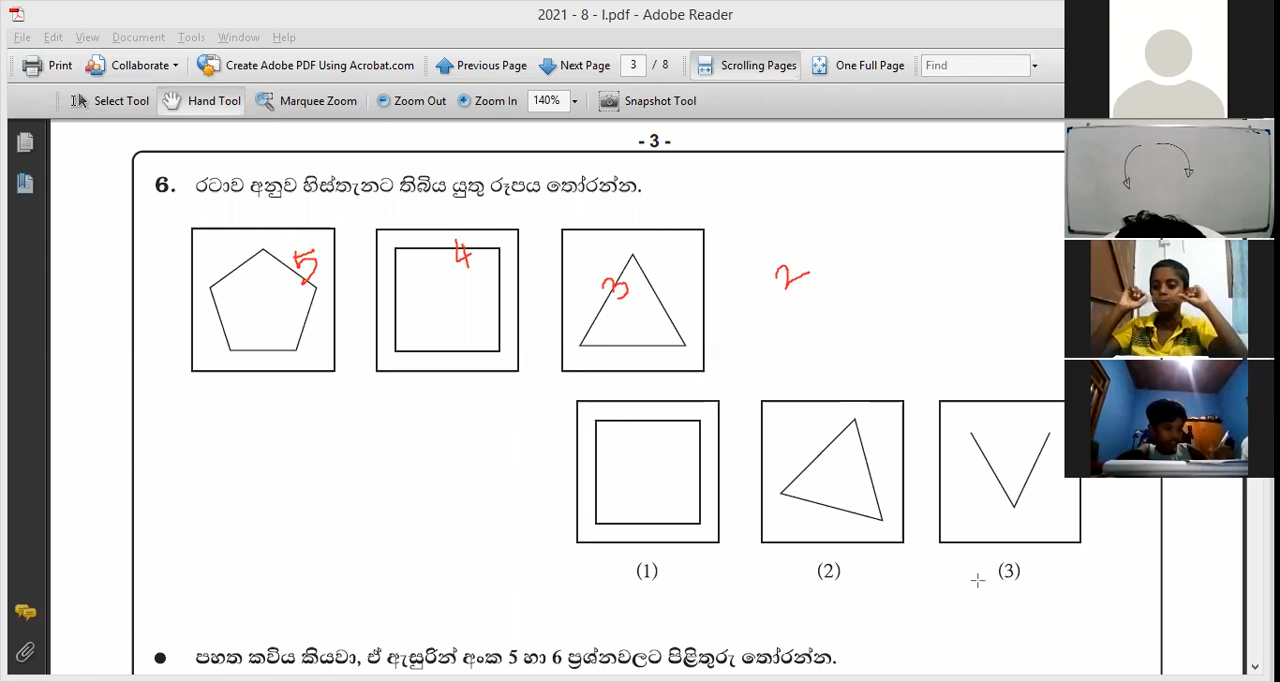 2021 - 8 - I.pdf - Adobe Reader
File Edit View Document Tools Window Help
Print Collaborate Create Adobe PDF Using Acrobat.com Previous Page Next Page 3 / 8 Scrolling Pages One Full Page Find
Select Tool Hand Tool Marquee Zoom Zoom Out Zoom In 140% Snapshot Tool
- 3 -
6. රටාව අනුව හිස්තැනට තිබිය යුතු රූපය තෝරන්න.
5 4 3 2
(1) (2) (3)
● පහත කවිය කියවා, ඒ ඇසුරින් අංක 5 හා 6 ප්‍රශ්නවලට පිළිතුරු තෝරන්න.